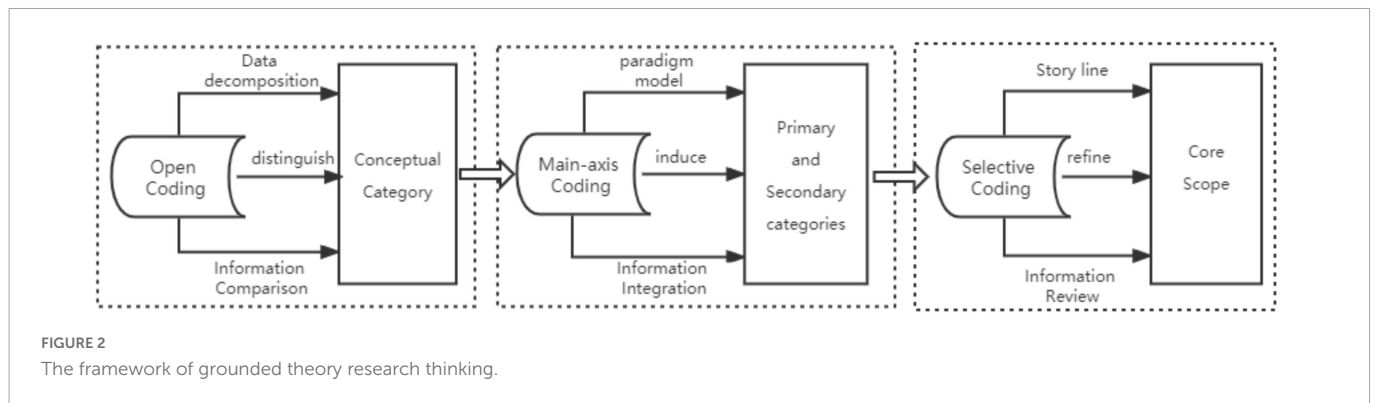 Data
decomposition
Open
Coding
distinguish
Information
Comparison
Conceptual
Category
paradigm
model
Main-axis
Coding
induce
Information
Integration
Primary
and
Secondary
categories
Story line
Selective
Coding
refine
Information
Review
Core
Scope
FIGURE 2
The framework of grounded theory research thinking.